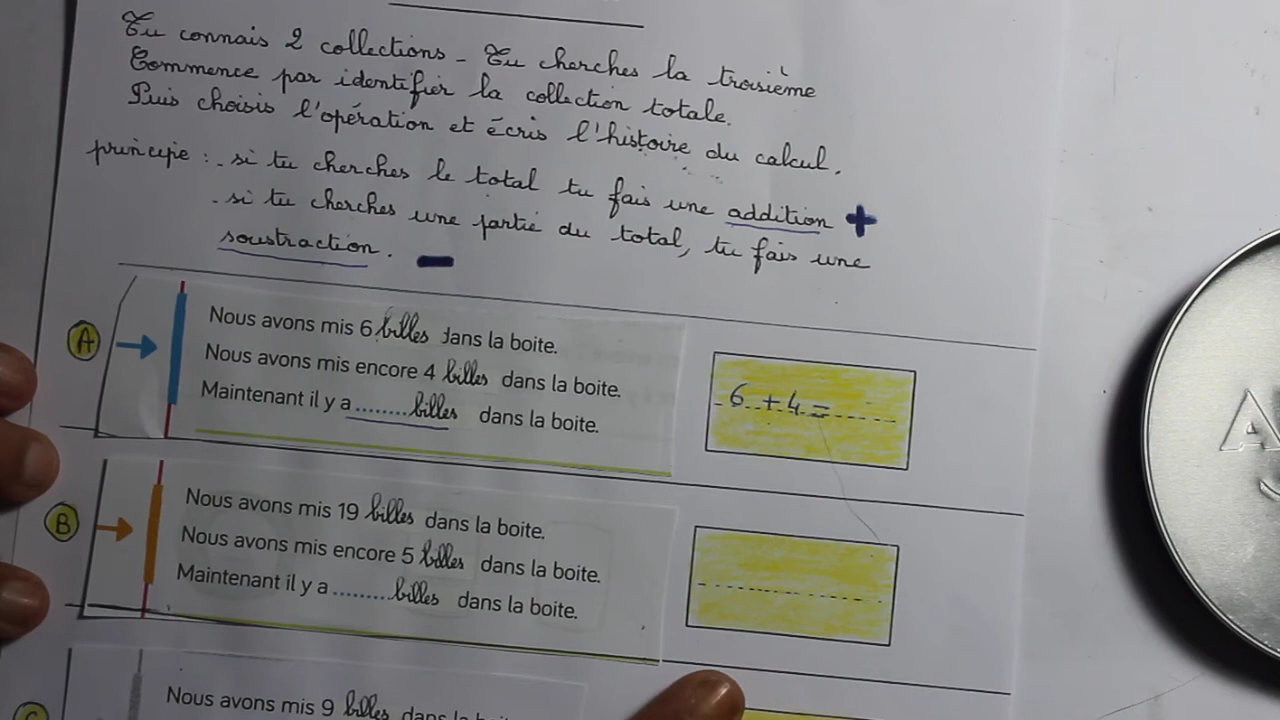 Tu connais 2 collections - Tu cherches la troisième
Commence par identifier la collection totale.
Puis choisis l'opération et écris l'histoire du calcul.
principe : . si tu cherches le total tu fais une addition +
. si tu cherches une partie du total, tu fais une
soustraction. -
A
Nous avons mis 6 billes dans la boite.
Nous avons mis encore 4 billes dans la boite.
Maintenant il y a ......... billes dans la boite.
6 + 4 =
B
Nous avons mis 19 billes dans la boite.
Nous avons mis encore 5 billes dans la boite.
Maintenant il y a ......... billes dans la boite.
C
Nous avons mis 9 billes dans la
A